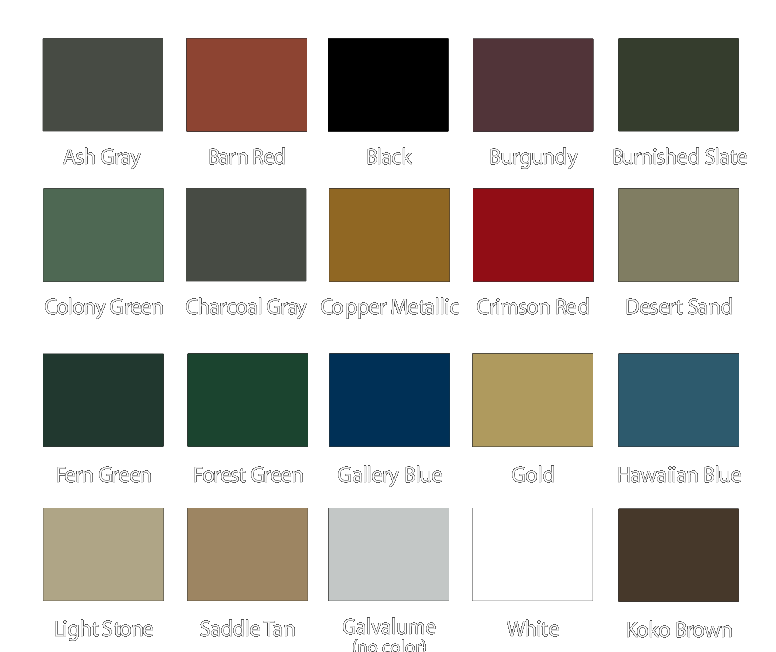 Ash Gray
Barn Red
Black
Burgundy
Burnished Slate
Colony Green
Charcoal Gray
Copper Metallic
Crimson Red
Desert Sand
Fern Green
Forest Green
Gallery Blue
Gold
Hawaiian Blue
Light Stone
Saddle Tan
Galvalume
(no color)
White
Koko Brown